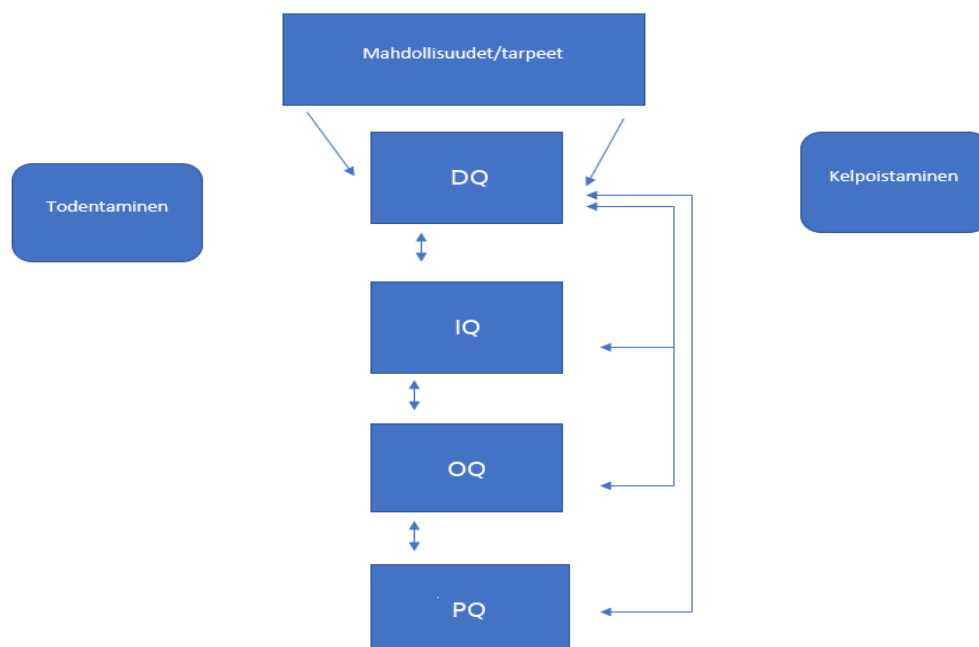 Mahdollisuudet/tarpeet
DQ
Todentaminen
Kelpoistaminen
IQ
OQ
PQ